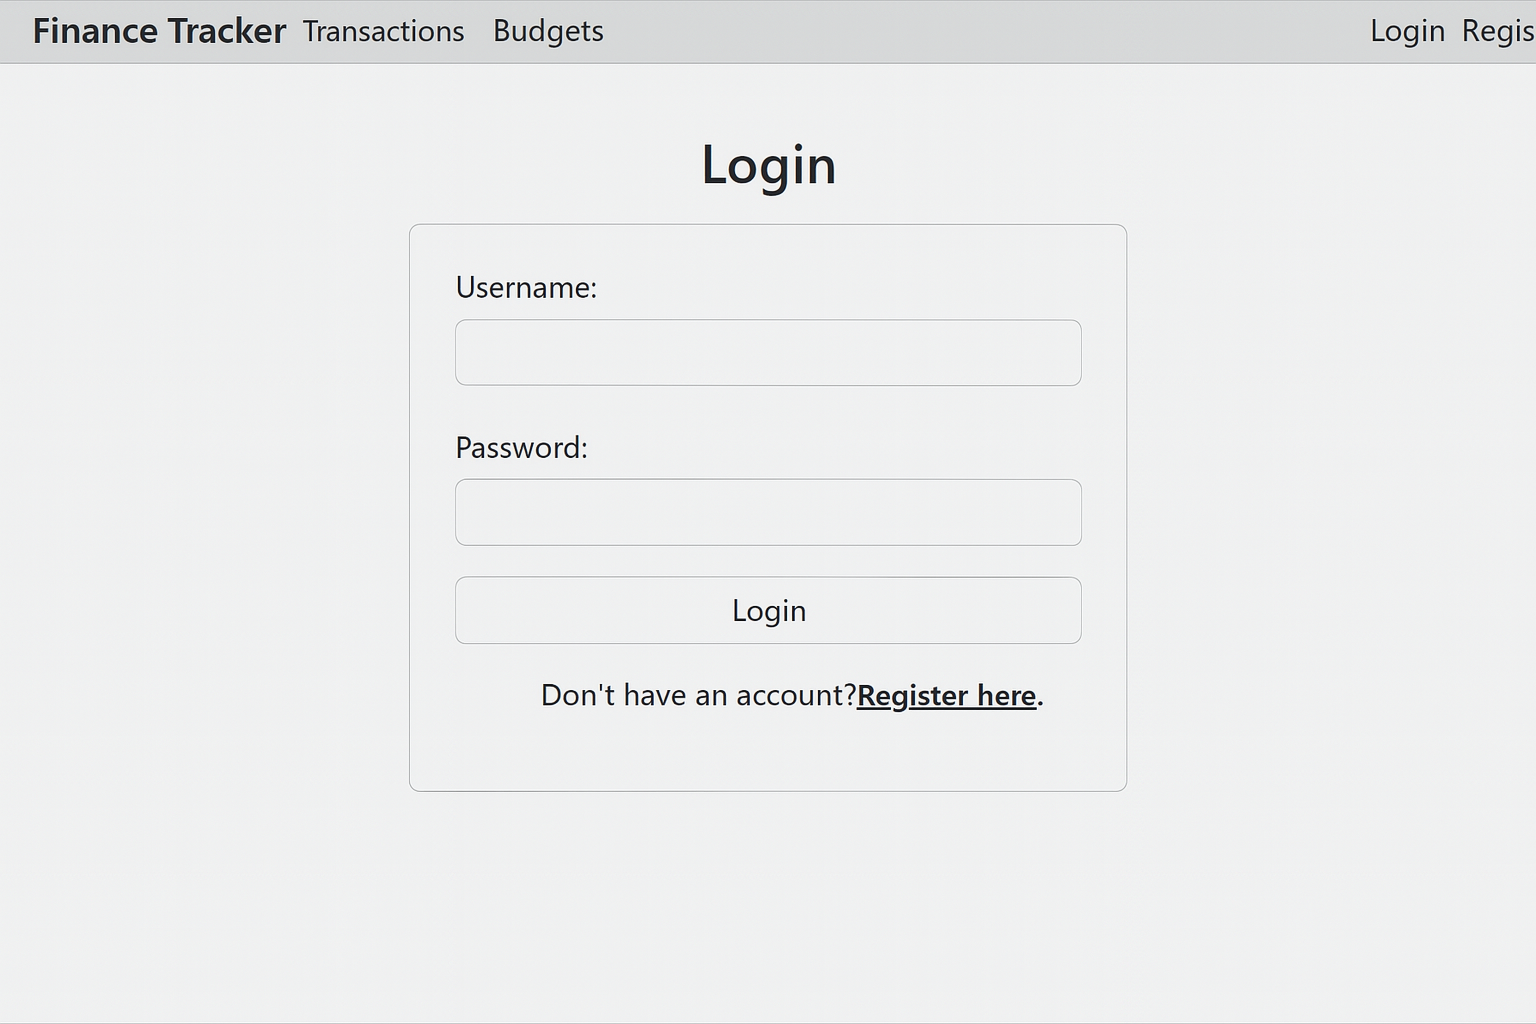 Finance Tracker Transactions Budgets Login Regis
Login
Username:
Password:
Login
Don't have an account?Register here.